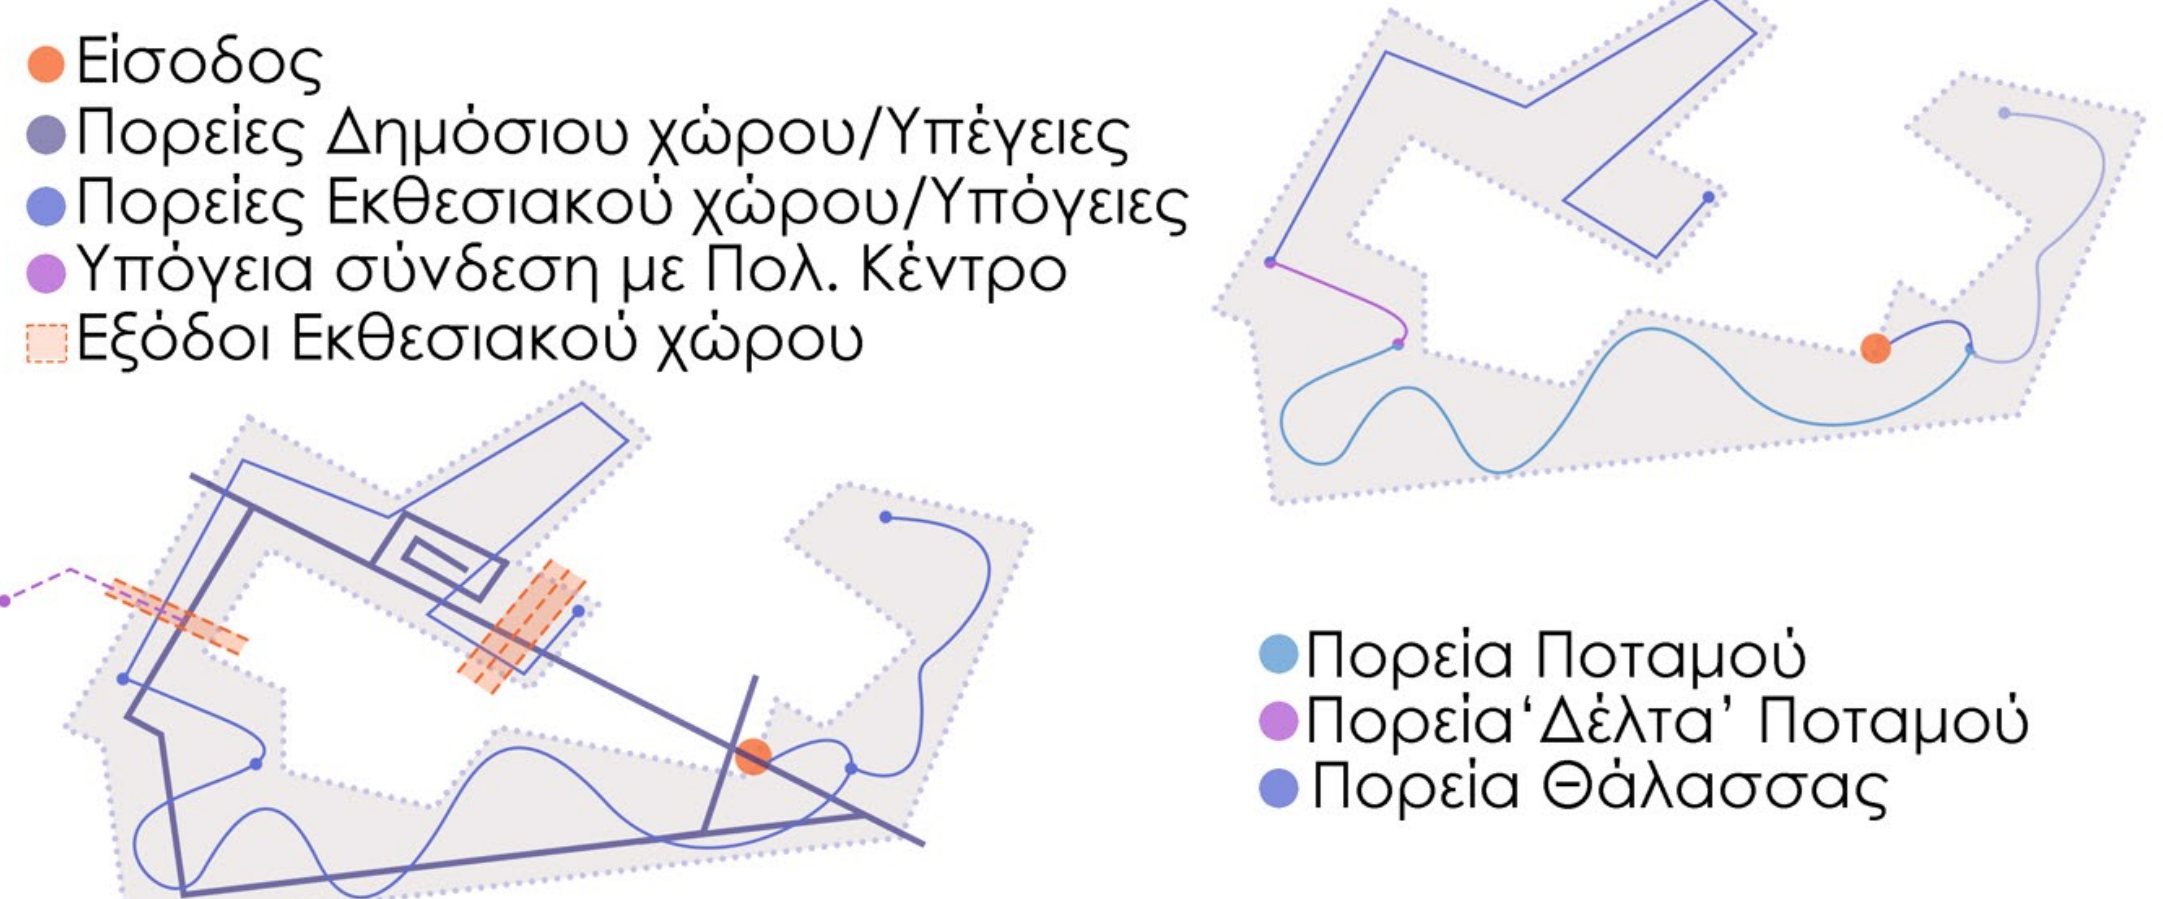 Είσοδος
Πορείες Δημόσιου χώρου/Υπέγειες
Πορείες Εκθεσιακού χώρου/Υπόγειες
Υπόγεια σύνδεση με Πολ. Κέντρο
Εξόδοι Εκθεσιακού χώρου
Πορεία Ποταμού
Πορεία‘Δέλτα’ Ποταμού
Πορεία Θάλασσας